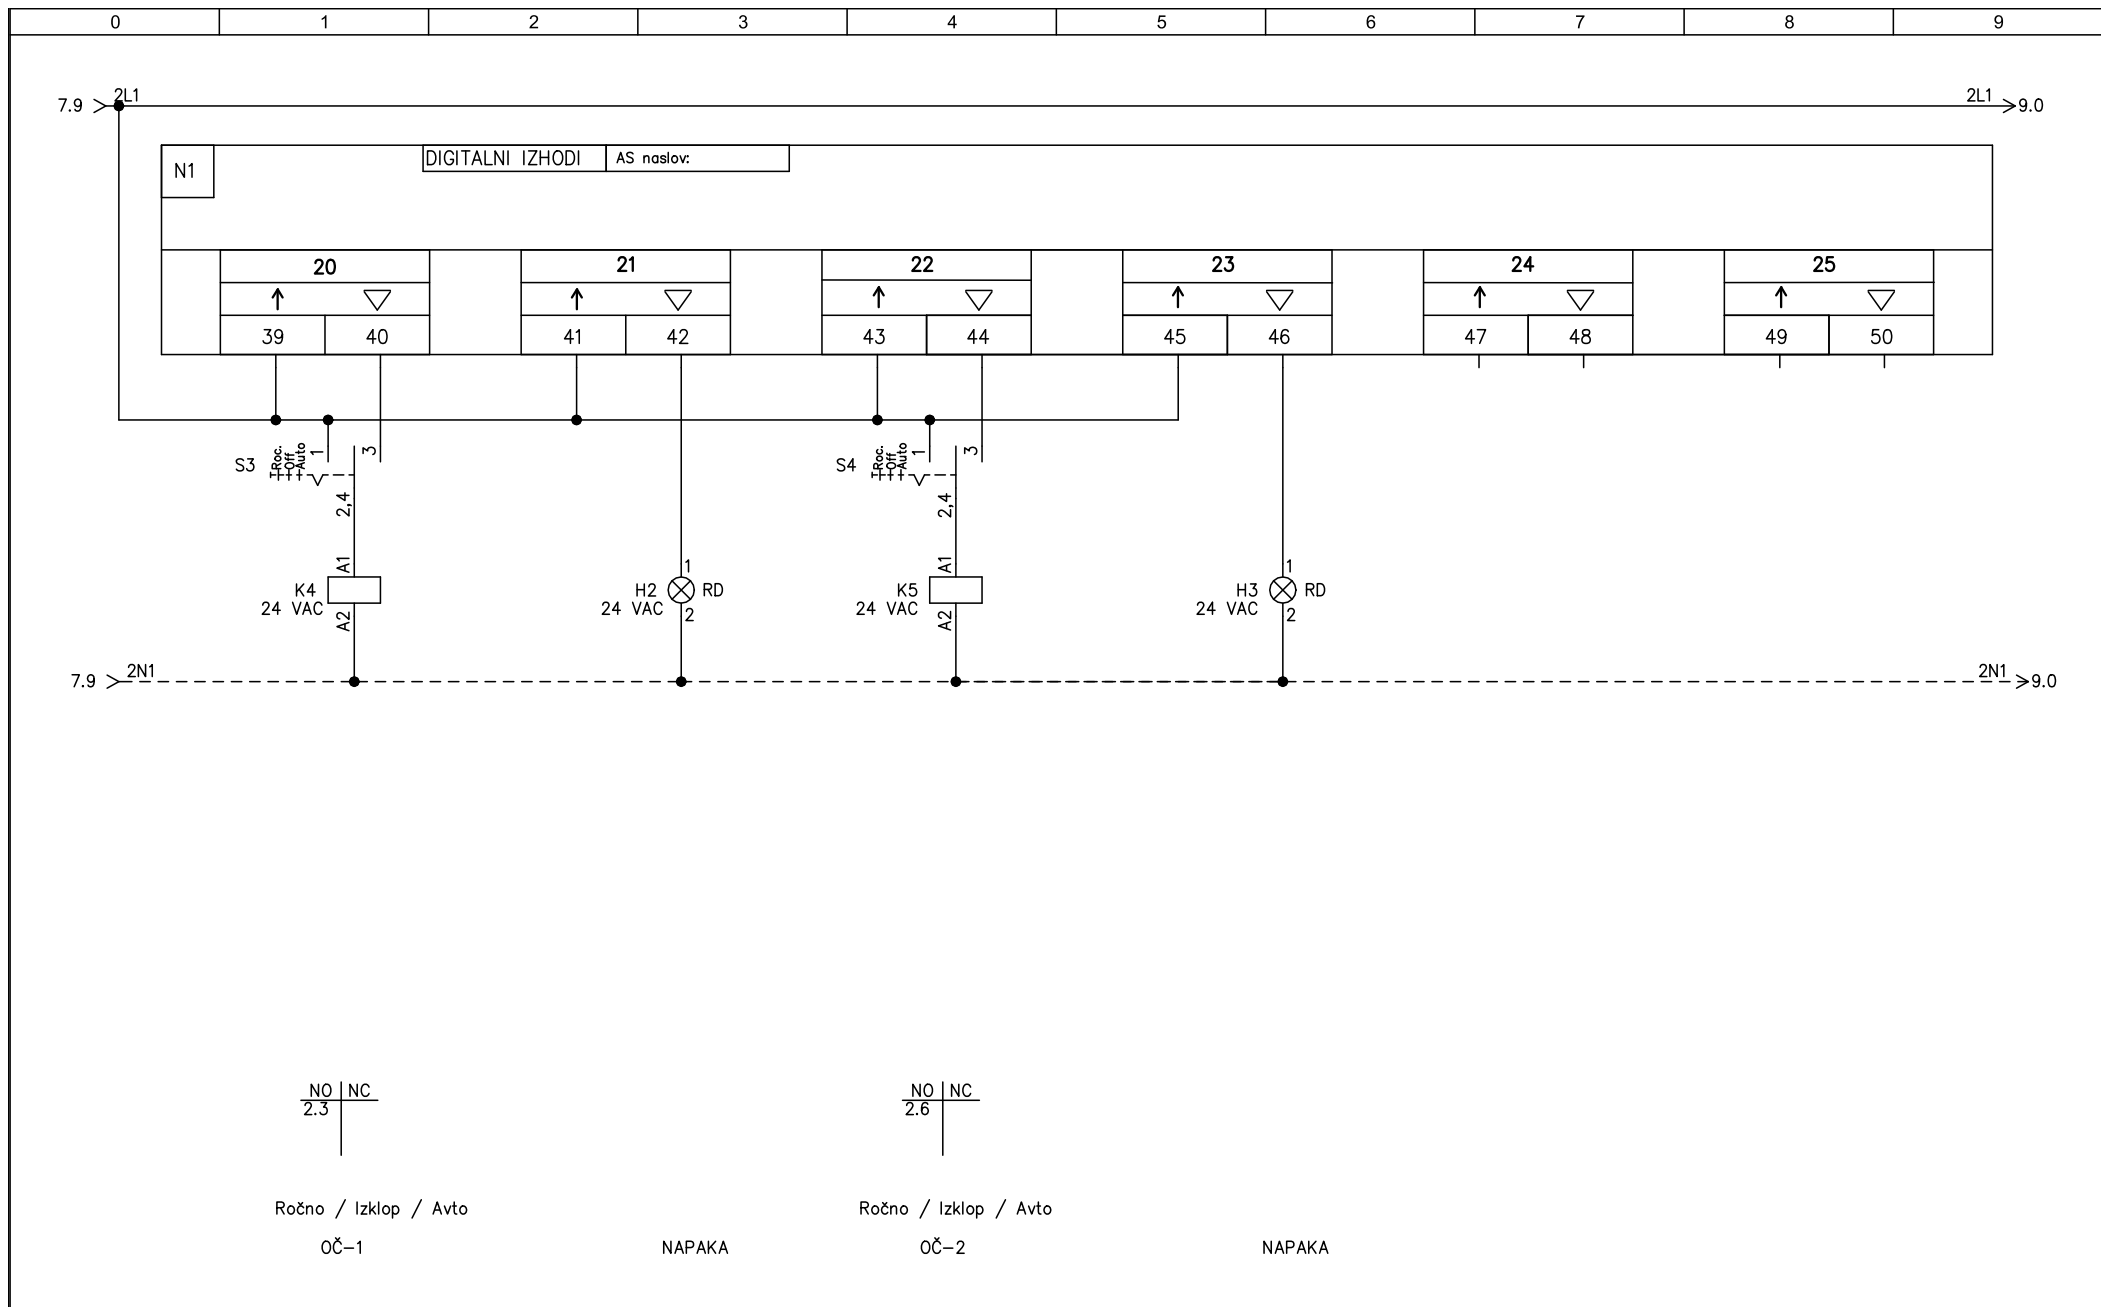 0 1 2 3 4 5 6 7 8 9
7.9 2L1 2L1 9.0
N1 DIGITALNI IZHODI AS naslov:
20 21 22 23 24 25
39 40 41 42 43 44 45 46 47 48 49 50
S3 Roc. Off Auto 1 3 S4 Roc. Off Auto 1 3
2,4 2,4
A1 A1
K4 H2 1 RD K5 H3 1 RD
24 VAC 24 VAC 2 24 VAC 24 VAC 2
A2 A2
7.9 2N1 2N1 9.0
NO NC NO NC
2.3 2.6
Ročno / Izklop / Avto Ročno / Izklop / Avto
OČ-1 NAPAKA OČ-2 NAPAKA